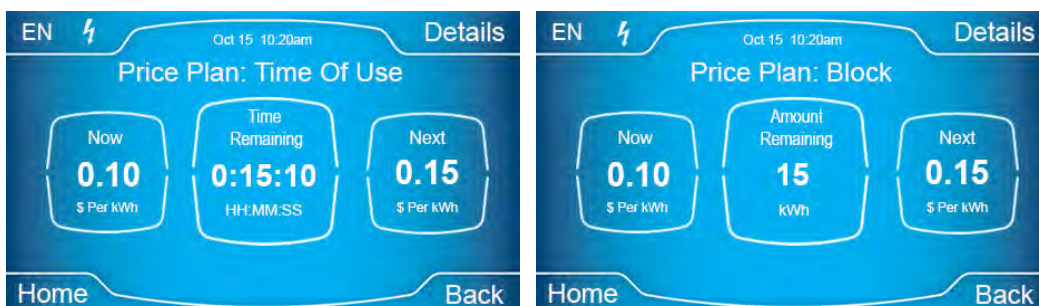 EN
Oct 15 10:20am
Details
Price Plan: Time Of Use
Now
0.10
$ Per kWh
Time
Remaining
0:15:10
HH:MM:SS
Next
0.15
$ Per kWh
Home
Back
EN
Oct 15 10:20am
Details
Price Plan: Block
Now
0.10
$ Per kWh
Amount
Remaining
15
kWh
Next
0.15
$ Per kWh
Home
Back